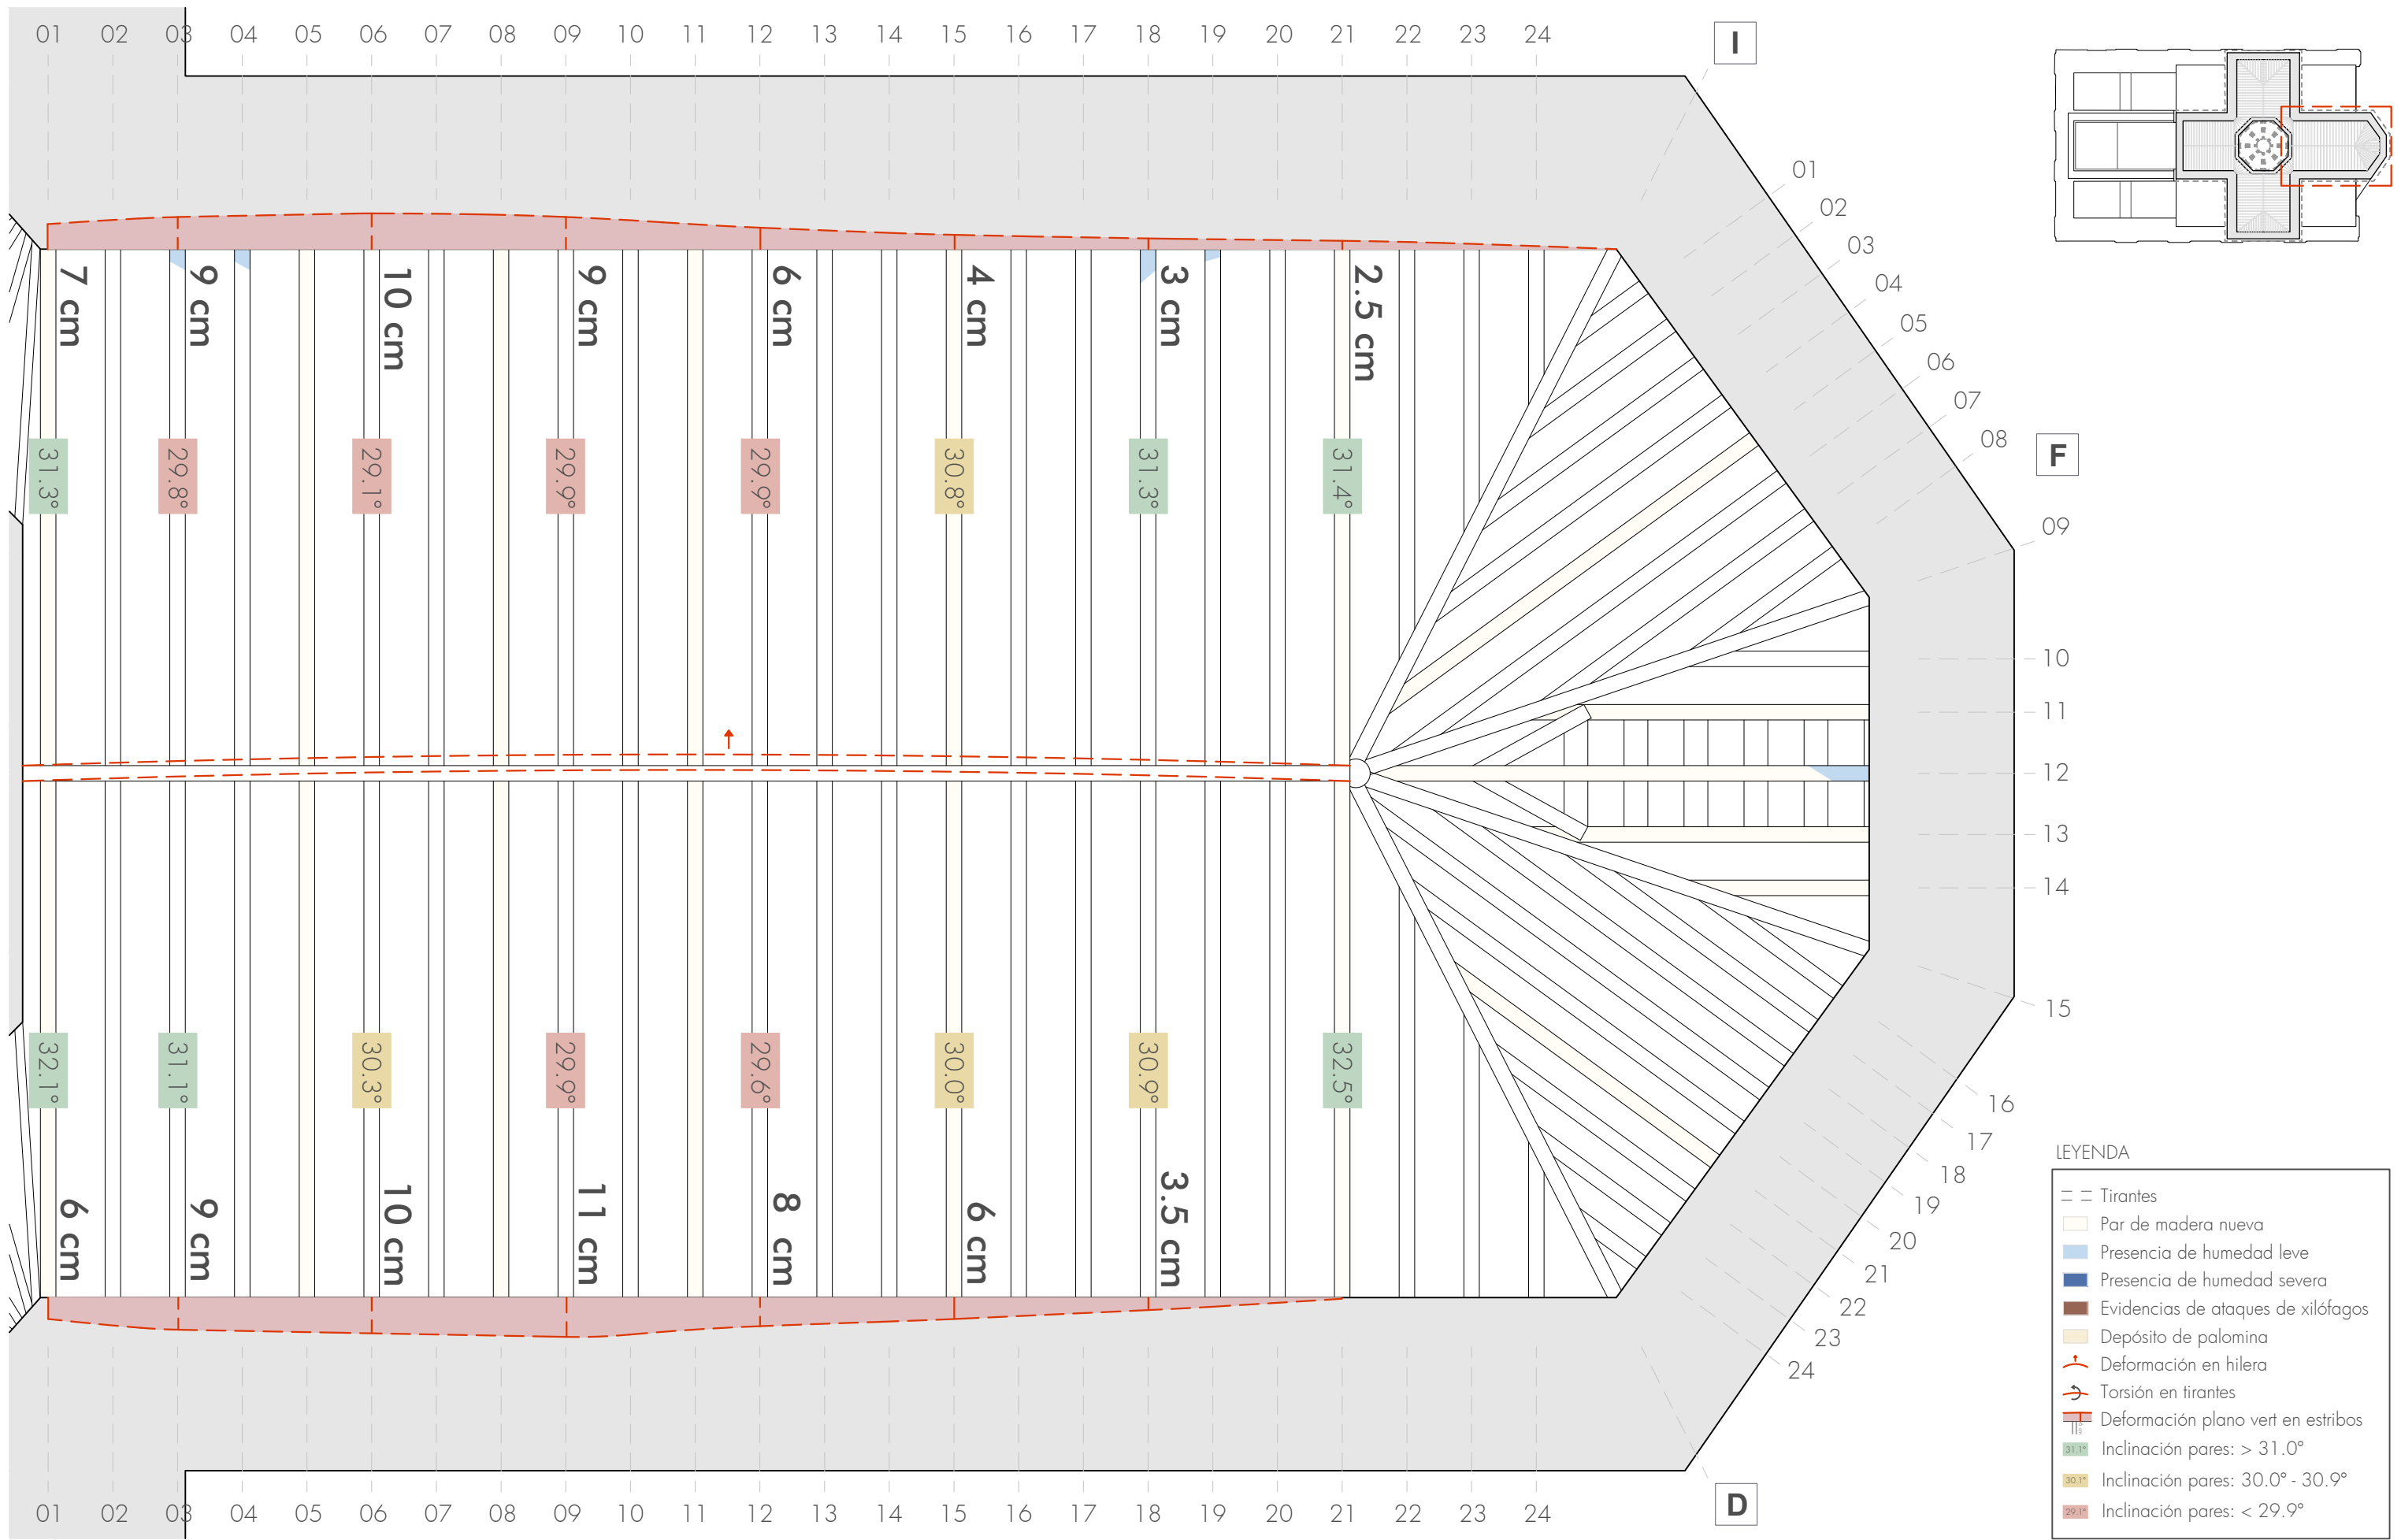 01 02 03 04 05 06 07 08 09 10 11 12 13 14 15 16 17 18 19 20 21 22 23 24
I
01
02
03
04
05
06
07
08
F
09
10
11
12
13
14
15
16
17
18
19
20
21
22
23
24
7 cm 9 cm 10 cm 9 cm 6 cm 4 cm 3 cm 2.5 cm
31.3° 29.8° 29.1° 29.9° 29.9° 30.8° 31.3° 31.4°
32.1° 31.1° 30.3° 29.9° 29.6° 30.0° 30.9° 32.5°
6 cm 9 cm 10 cm 11 cm 8 cm 6 cm 3.5 cm
01 02 03 04 05 06 07 08 09 10 11 12 13 14 15 16 17 18 19 20 21 22 23 24
D
LEYENDA
Tirantes
Par de madera nueva
Presencia de humedad leve
Presencia de humedad severa
Evidencias de ataques de xilófagos
Depósito de palomina
Deformación en hilera
Torsión en tirantes
Deformación plano vert en estribos
31.1° Inclinación pares: > 31.0°
30.1° Inclinación pares: 30.0° - 30.9°
29.1° Inclinación pares: < 29.9°